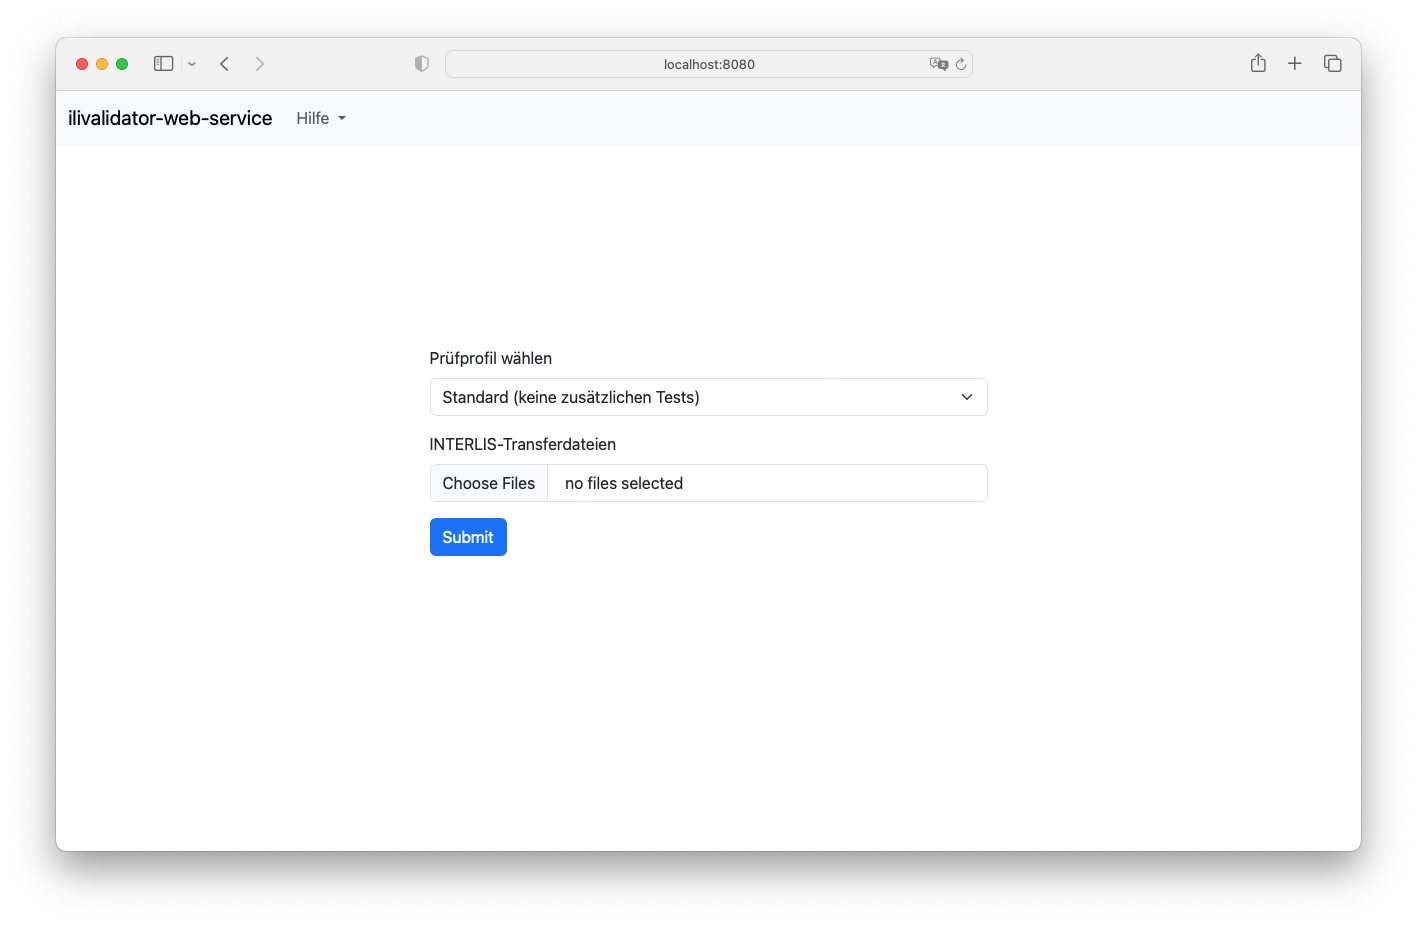 localhost:8080
ilivalidator-web-service Hilfe
Prüfprofil wählen
Standard (keine zusätzlichen Tests)
INTERLIS-Transferdateien
Choose Files no files selected
Submit